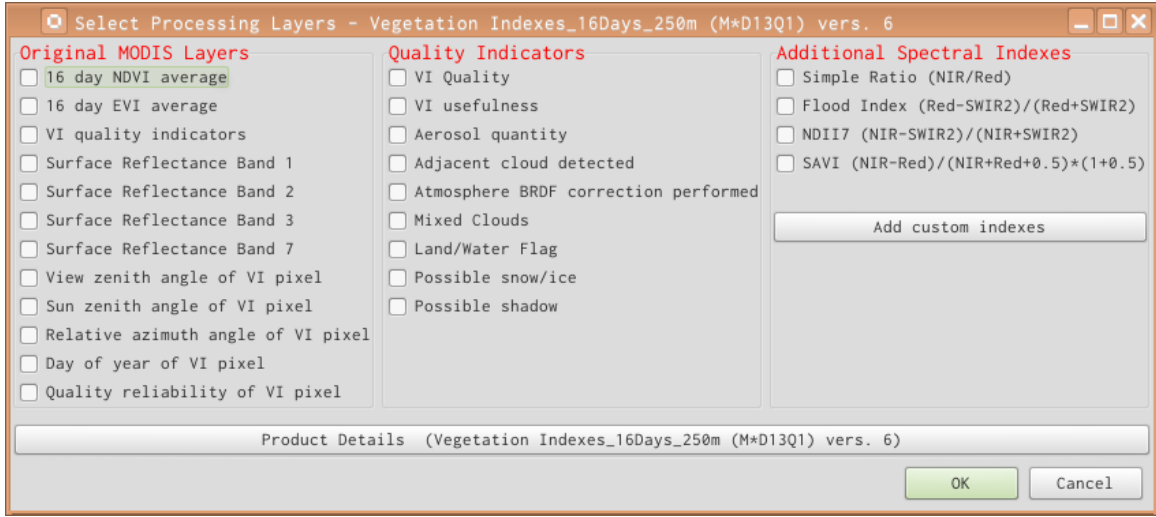 Select Processing Layers - Vegetation Indexes_16Days_250m (M*D13Q1) vers. 6
Original MODIS Layers
16 day NDVI average
16 day EVI average
VI quality indicators
Surface Reflectance Band 1
Surface Reflectance Band 2
Surface Reflectance Band 3
Surface Reflectance Band 7
View zenith angle of VI pixel
Sun zenith angle of VI pixel
Relative azimuth angle of VI pixel
Day of year of VI pixel
Quality reliability of VI pixel
Quality Indicators
VI Quality
VI usefulness
Aerosol quantity
Adjacent cloud detected
Atmosphere BRDF correction performed
Mixed Clouds
Land/Water Flag
Possible snow/ice
Possible shadow
Additional Spectral Indexes
Simple Ratio (NIR/Red)
Flood Index (Red-SWIR2)/(Red+SWIR2)
NDII7 (NIR-SWIR2)/(NIR+SWIR2)
SAVI (NIR-Red)/(NIR+Red+0.5)*(1+0.5)
Add custom indexes
Product Details (Vegetation Indexes_16Days_250m (M*D13Q1) vers. 6)
OK
Cancel